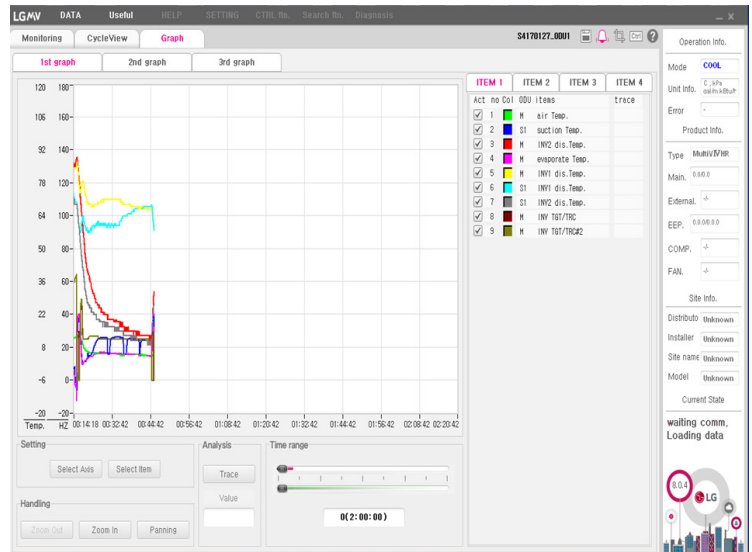 LGMV DATA Useful HELP SETTING CTRL Btn. Search Btn. Diagnosis
Monitoring CycleView Graph S4170127_ODU1 Ctrl ?
1st graph 2nd graph 3rd graph
ITEM 1 ITEM 2 ITEM 3 ITEM 4
Act no Col ODU items trace
1 M air Temp.
2 S1 suction Temp.
3 M INV2 dis.Temp.
4 M evaporate Temp.
5 M INV1 dis.Temp.
6 S1 INV1 dis.Temp.
7 S1 INV2 dis.Temp.
8 M INV TGT/TRC
9 M INV TGT/TRC#2
120 180
106 160
92 140
78 120
64 100
50 80
36 60
22 40
8 20
-6 0
-20 -20
Temp. HZ 00:14:18 00:32:42 00:44:42 00:56:42 01:08:42 01:20:42 01:32:42 01:44:42 01:56:42 02:08:42 02:20:42
Setting
Select Axis Select Item
Handling
Zoom Out Zoom In Panning
Analysis
Trace
Value
Time range
0(2:00:00)
Operation Info.
Mode COOL
Unit Info. C , kPa
Error -
Product Info.
Type MultiVⅣHR
Main. 0.0/0.0
External. -/-
EEP. 0.0.0/0.0.0
COMP. -/-
FAN. -/-
Site Info.
Distributo Unknown
Installer Unknown
Site name Unknown
Model Unknown
Current State
waiting comm.
Loading data
8.0.4
LG